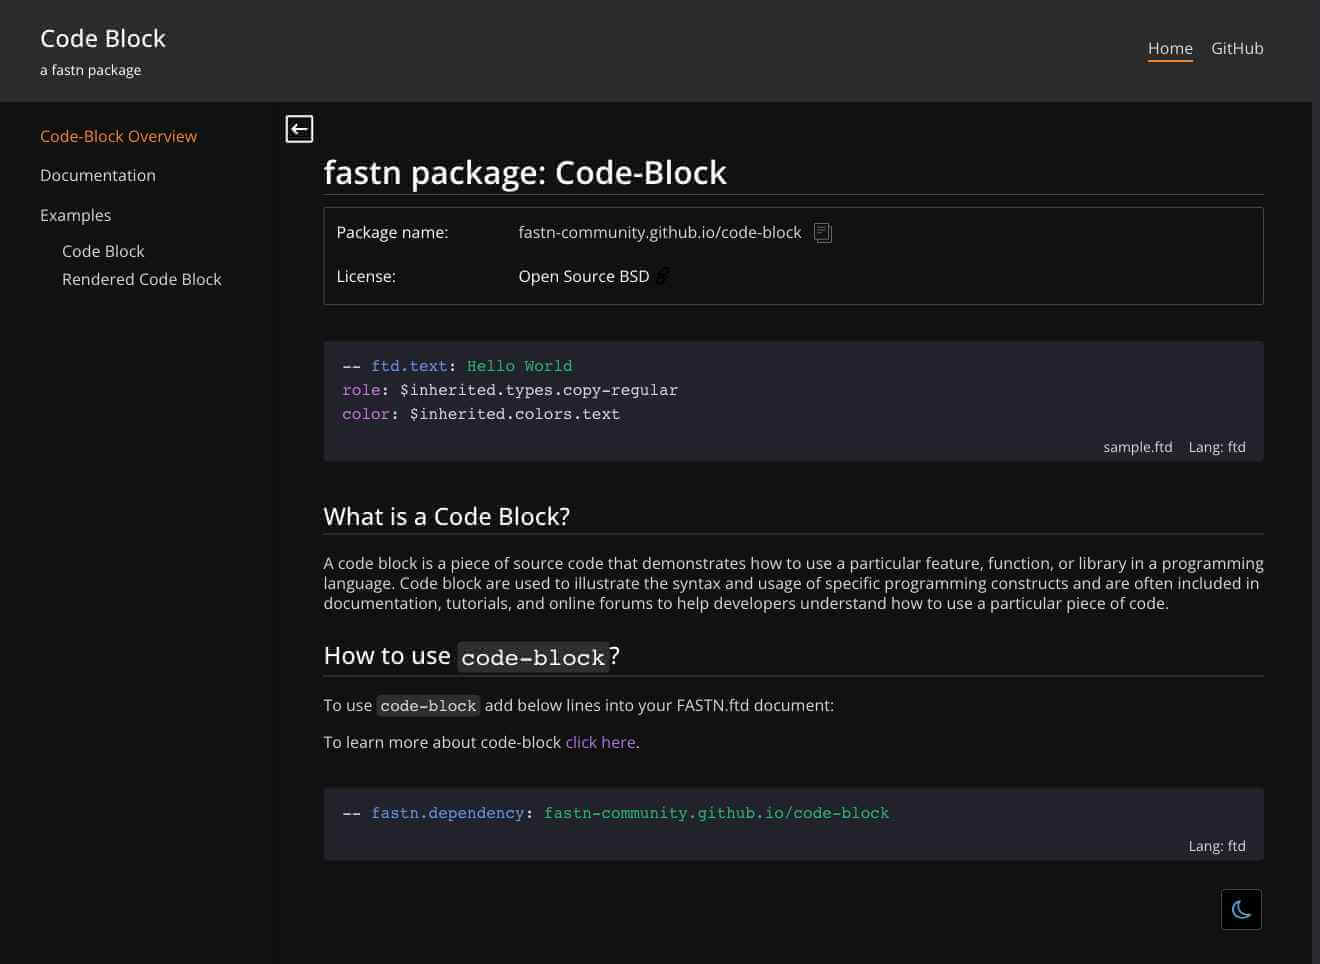 Code Block
a fastn package
Home GitHub
Code-Block Overview
Documentation
Examples
Code Block
Rendered Code Block
fastn package: Code-Block
Package name: fastn-community.github.io/code-block
License: Open Source BSD
-- ftd.text: Hello World
role: $inherited.types.copy-regular
color: $inherited.colors.text
sample.ftd Lang: ftd
What is a Code Block?
A code block is a piece of source code that demonstrates how to use a particular feature, function, or library in a programming
language. Code block are used to illustrate the syntax and usage of specific programming constructs and are often included in
documentation, tutorials, and online forums to help developers understand how to use a particular piece of code.
How to use code-block?
To use code-block add below lines into your FASTN.ftd document:
To learn more about code-block click here.
-- fastn.dependency: fastn-community.github.io/code-block
Lang: ftd